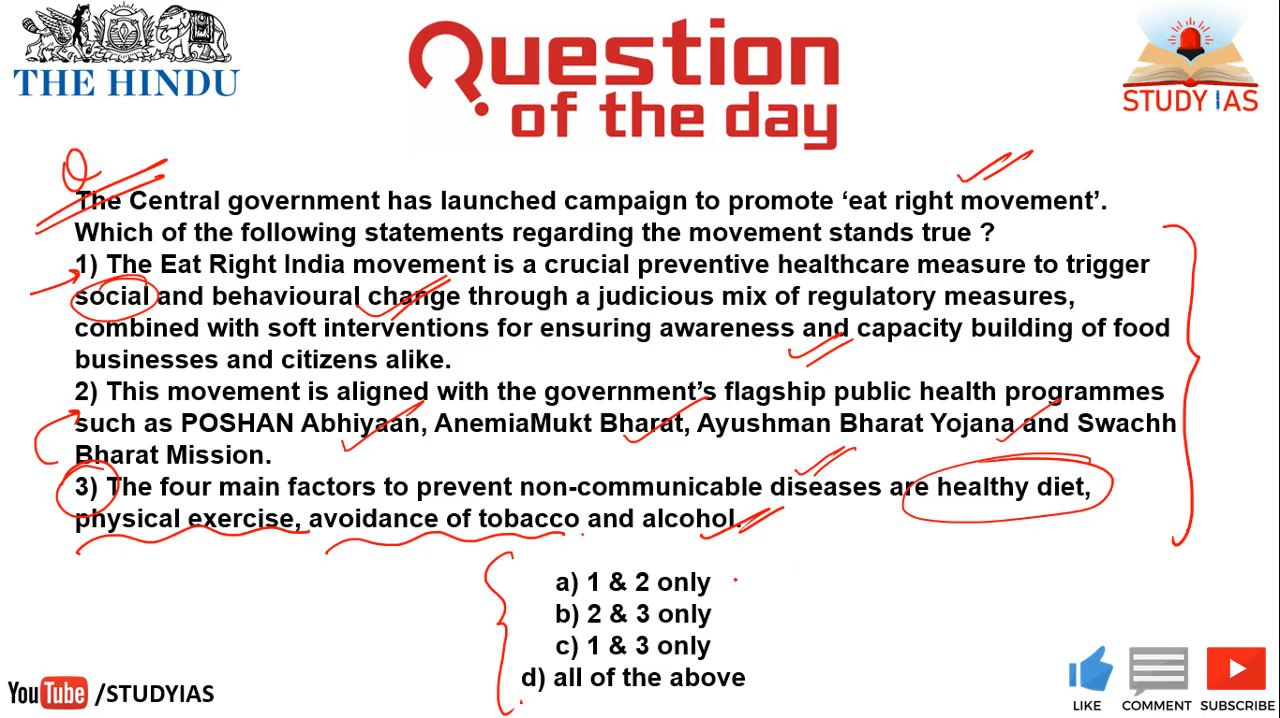 THE HINDU
Question
of the day
STUDY IAS
The Central government has launched campaign to promote ‘eat right movement’.
Which of the following statements regarding the movement stands true ?
1) The Eat Right India movement is a crucial preventive healthcare measure to trigger
social and behavioural change through a judicious mix of regulatory measures,
combined with soft interventions for ensuring awareness and capacity building of food
businesses and citizens alike.
2) This movement is aligned with the government’s flagship public health programmes
such as POSHAN Abhiyaan, AnemiaMukt Bharat, Ayushman Bharat Yojana and Swachh
Bharat Mission.
3) The four main factors to prevent non-communicable diseases are healthy diet,
physical exercise, avoidance of tobacco and alcohol.
a) 1 & 2 only
b) 2 & 3 only
c) 1 & 3 only
d) all of the above
YouTube/STUDYIAS
LIKE COMMENT SUBSCRIBE